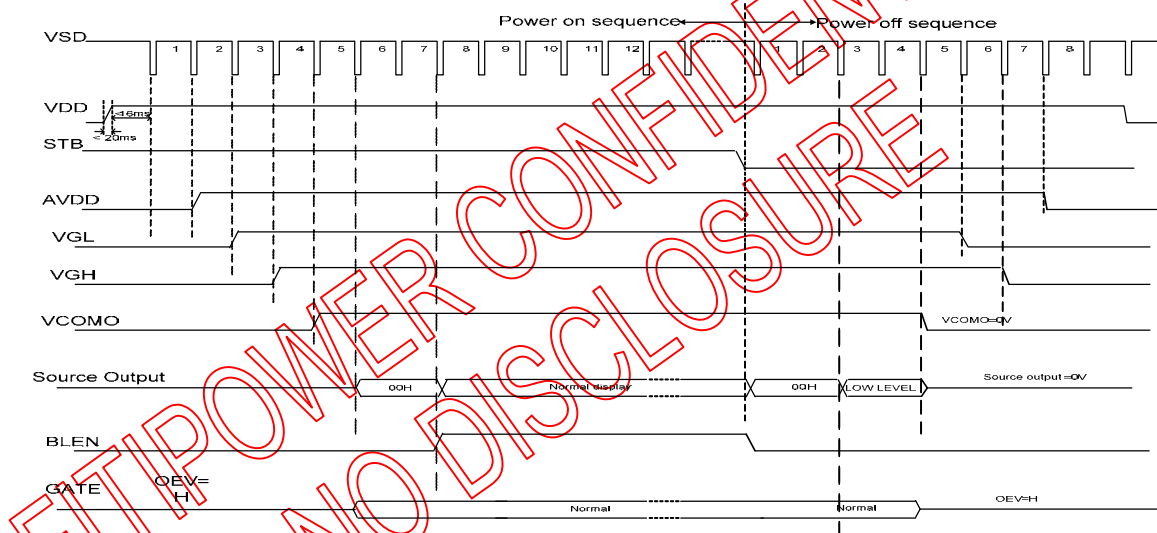 Power on sequence Power off sequence
VSD
1 2 3 4 5 6 7 8 9 10 11 12 1 2 3 4 5 6 7 8
VDD
<16ms
< 20ms
STB
AVDD
VGL
VGH
VCOMO
VCOMO=0V
Source Output
00H
Normal display
00H
LOW LEVEL
Source output=0V
BLEN
GATE
OEV=
H
Normal
Normal
OEV=H
FITIPOWER CONFIDEN
NO DISCLOSURE